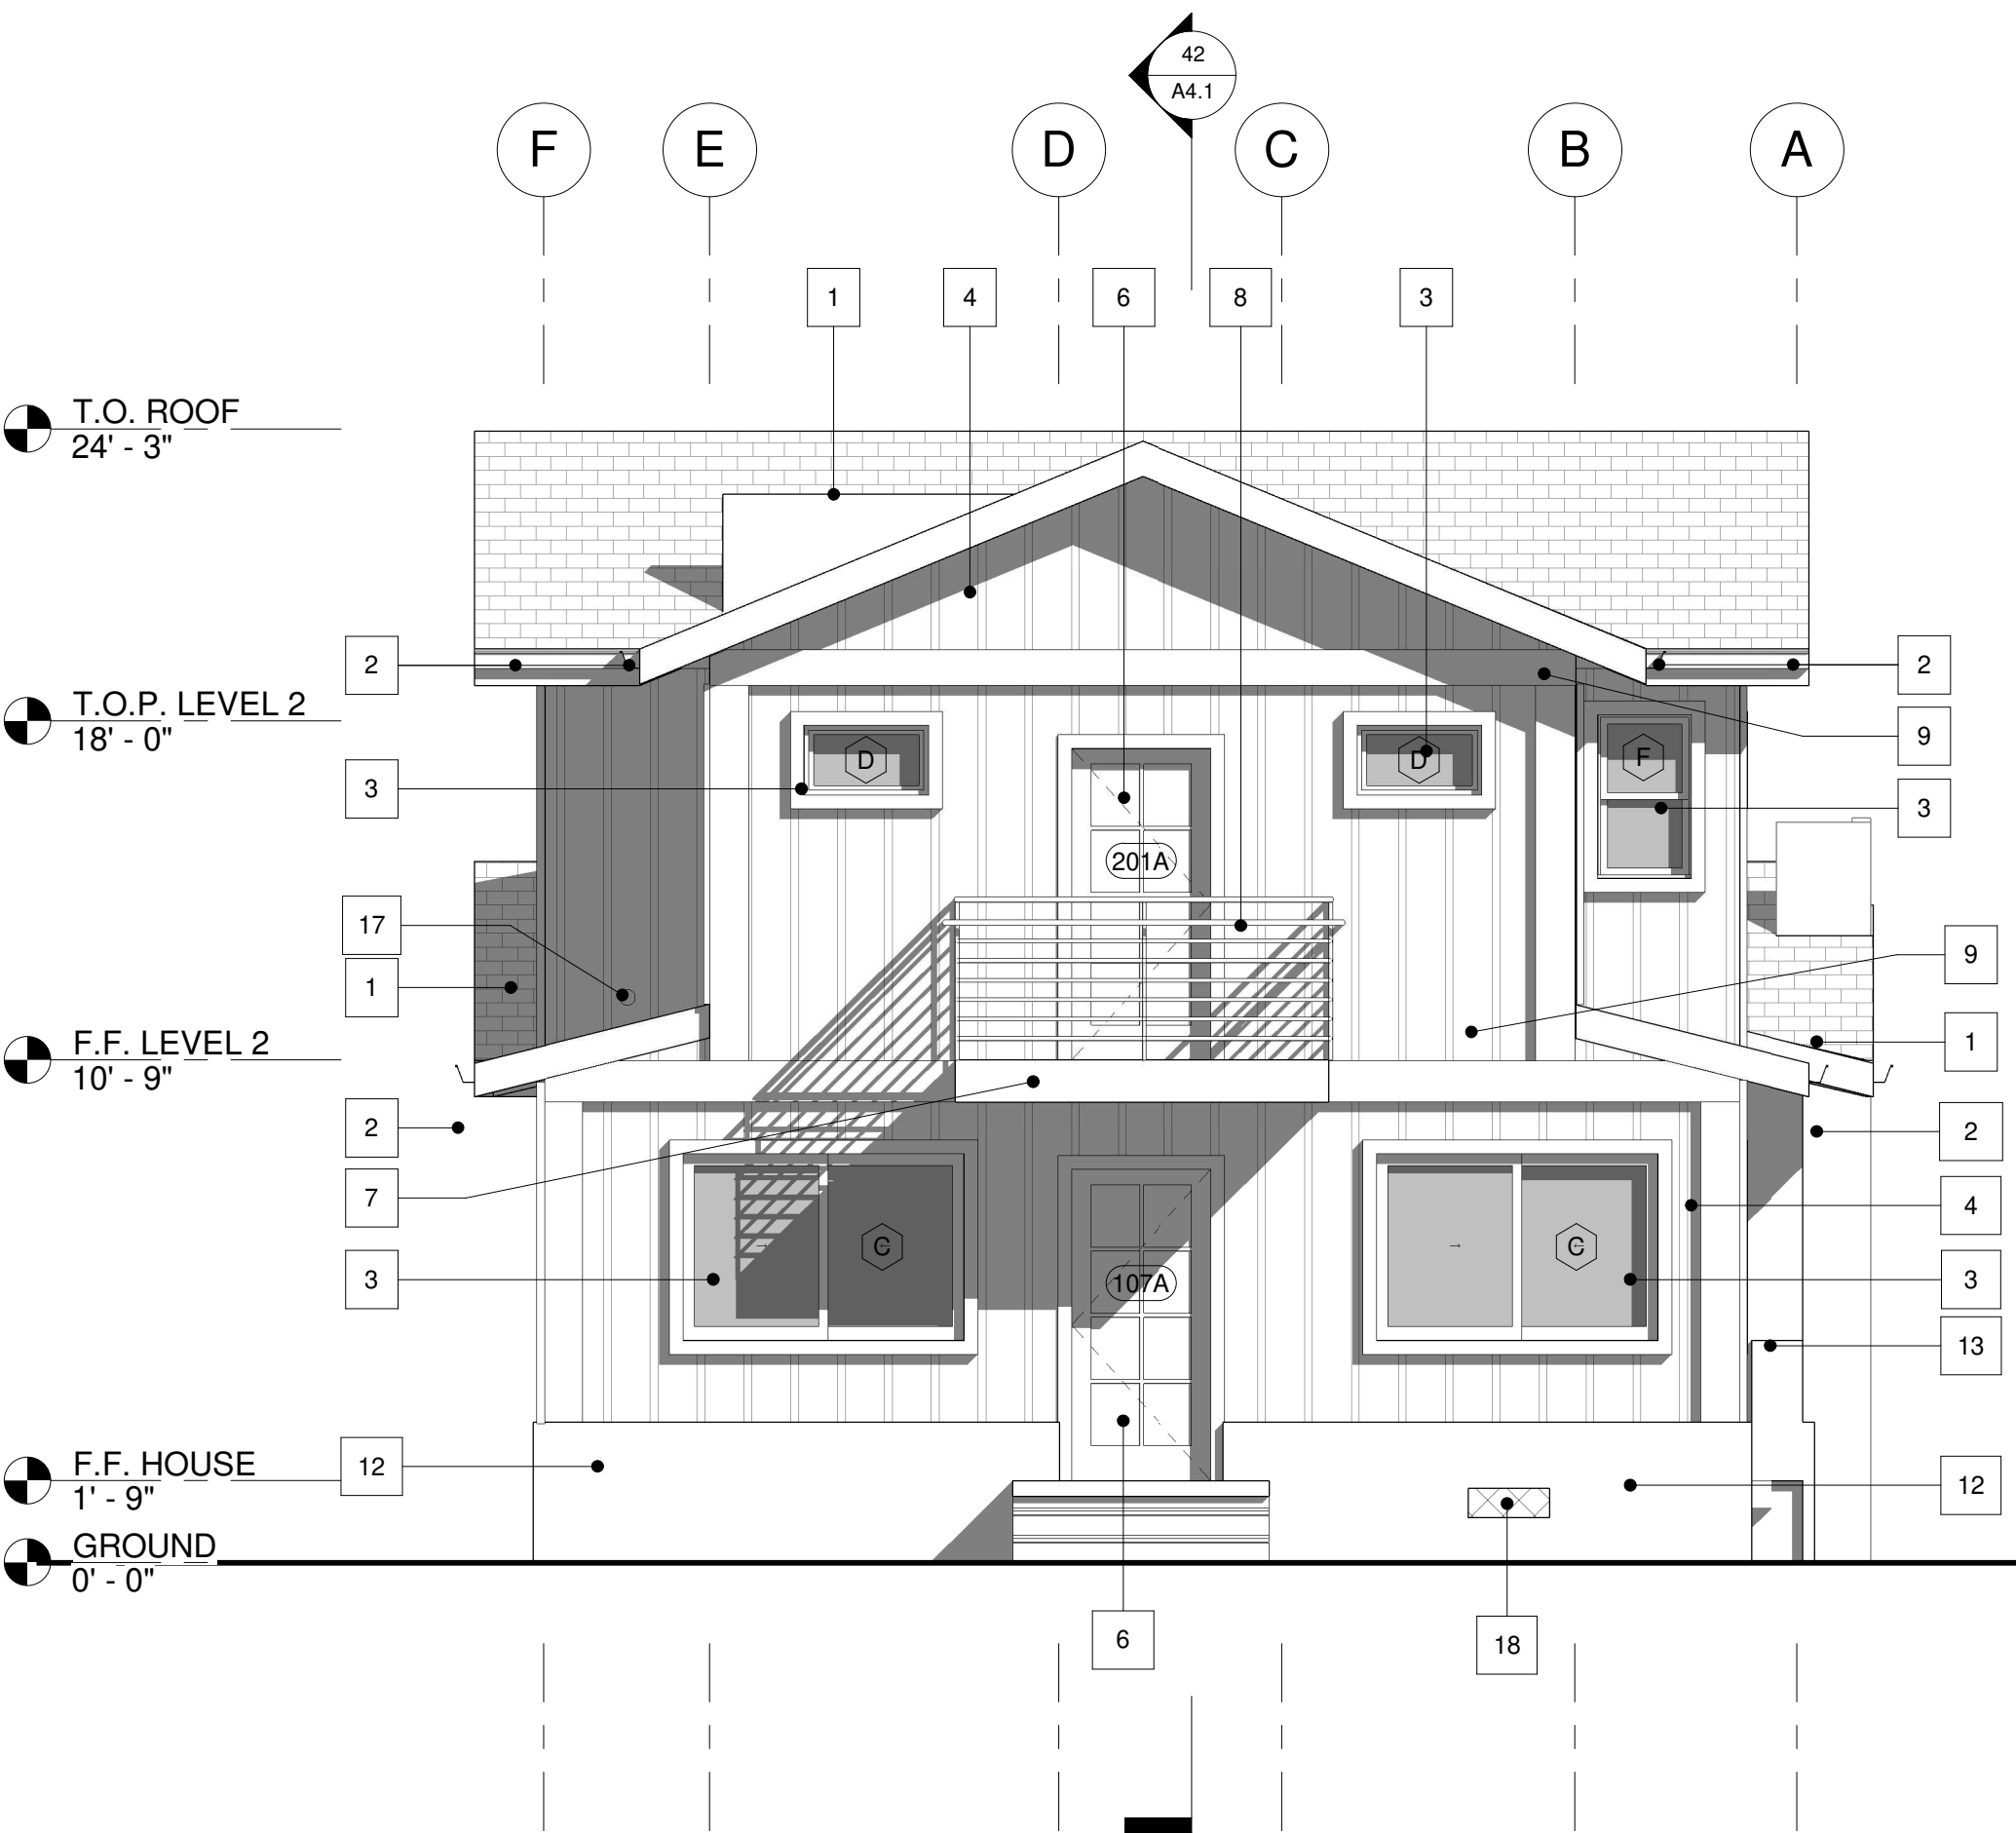 42
A4.1
F
E
D
C
B
A
1
4
6
8
3
T.O. ROOF
24' - 3"
2
2
T.O.P. LEVEL 2
18' - 0"
9
D
D
F
3
3
201A
17
9
1
F.F. LEVEL 2
10' - 9"
1
2
2
7
4
C
C
3
107A
3
13
F.F. HOUSE
1' - 9"
12
12
18
GROUND
0' - 0"
6
18